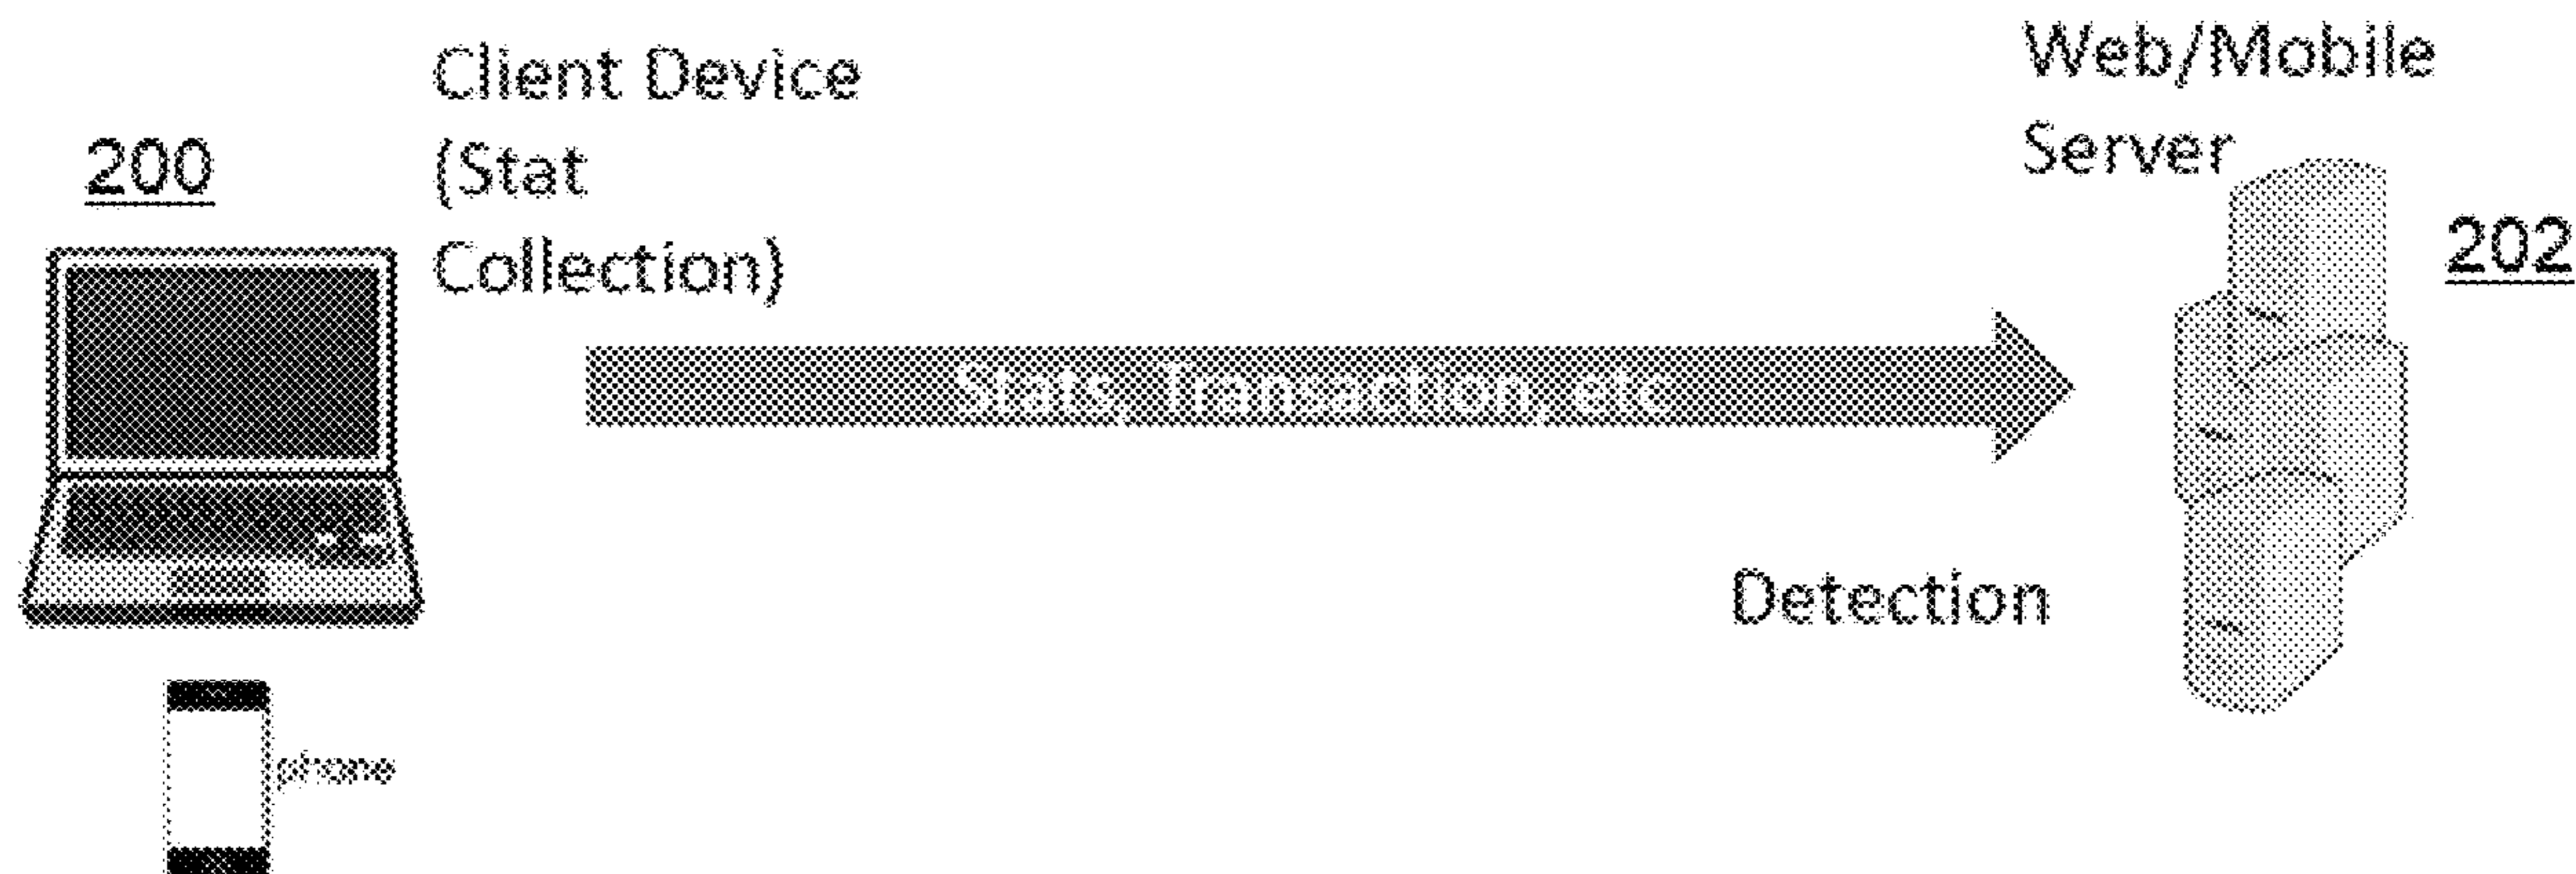 200
Client Device
(Stat
Collection)
Web/Mobile
Server
202
Stats, Transaction, etc
Detection
phone